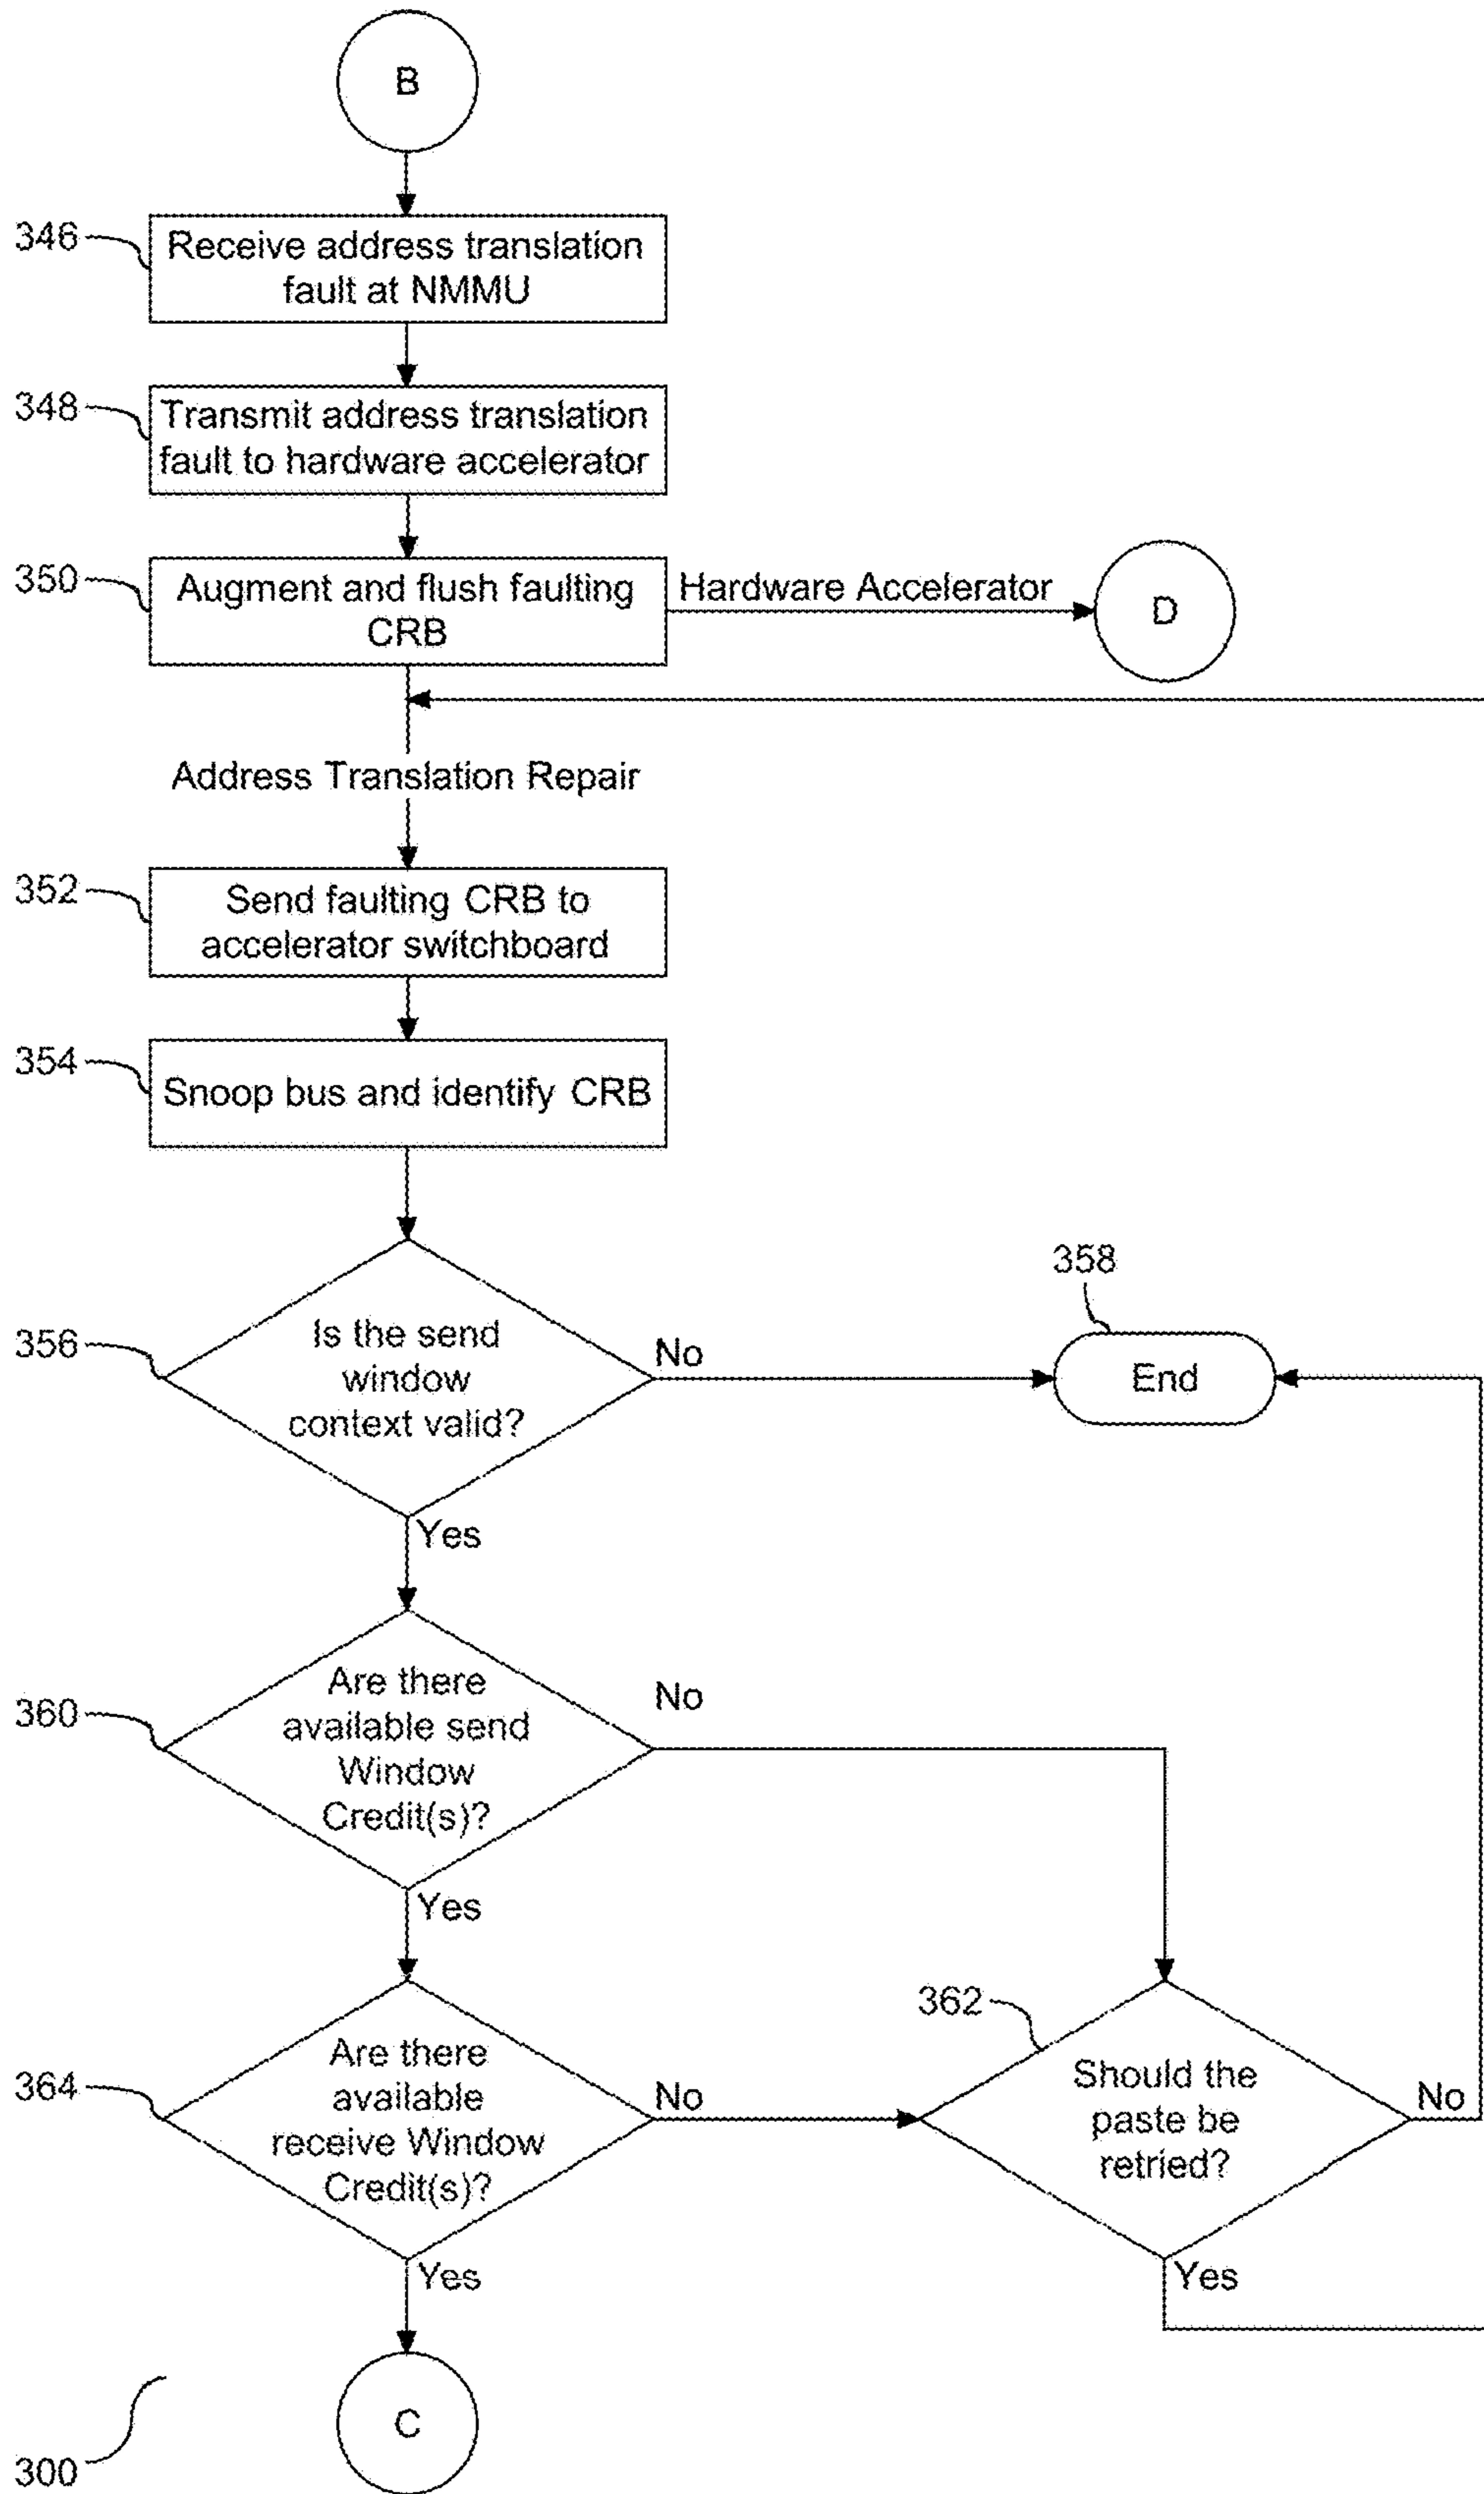 B
346
Receive address translation
fault at NMMU
348
Transmit address translation
fault to hardware accelerator
350
Augment and flush faulting
CRB
Hardware Accelerator
D
Address Translation Repair
352
Send faulting CRB to
accelerator switchboard
354
Snoop bus and identify CRB
356
Is the send
window
context valid?
No
358
End
Yes
360
Are there
available send
Window
Credit(s)?
No
Yes
364
Are there
available
receive Window
Credit(s)?
No
362
Should the
paste be
retried?
No
Yes
Yes
C
300